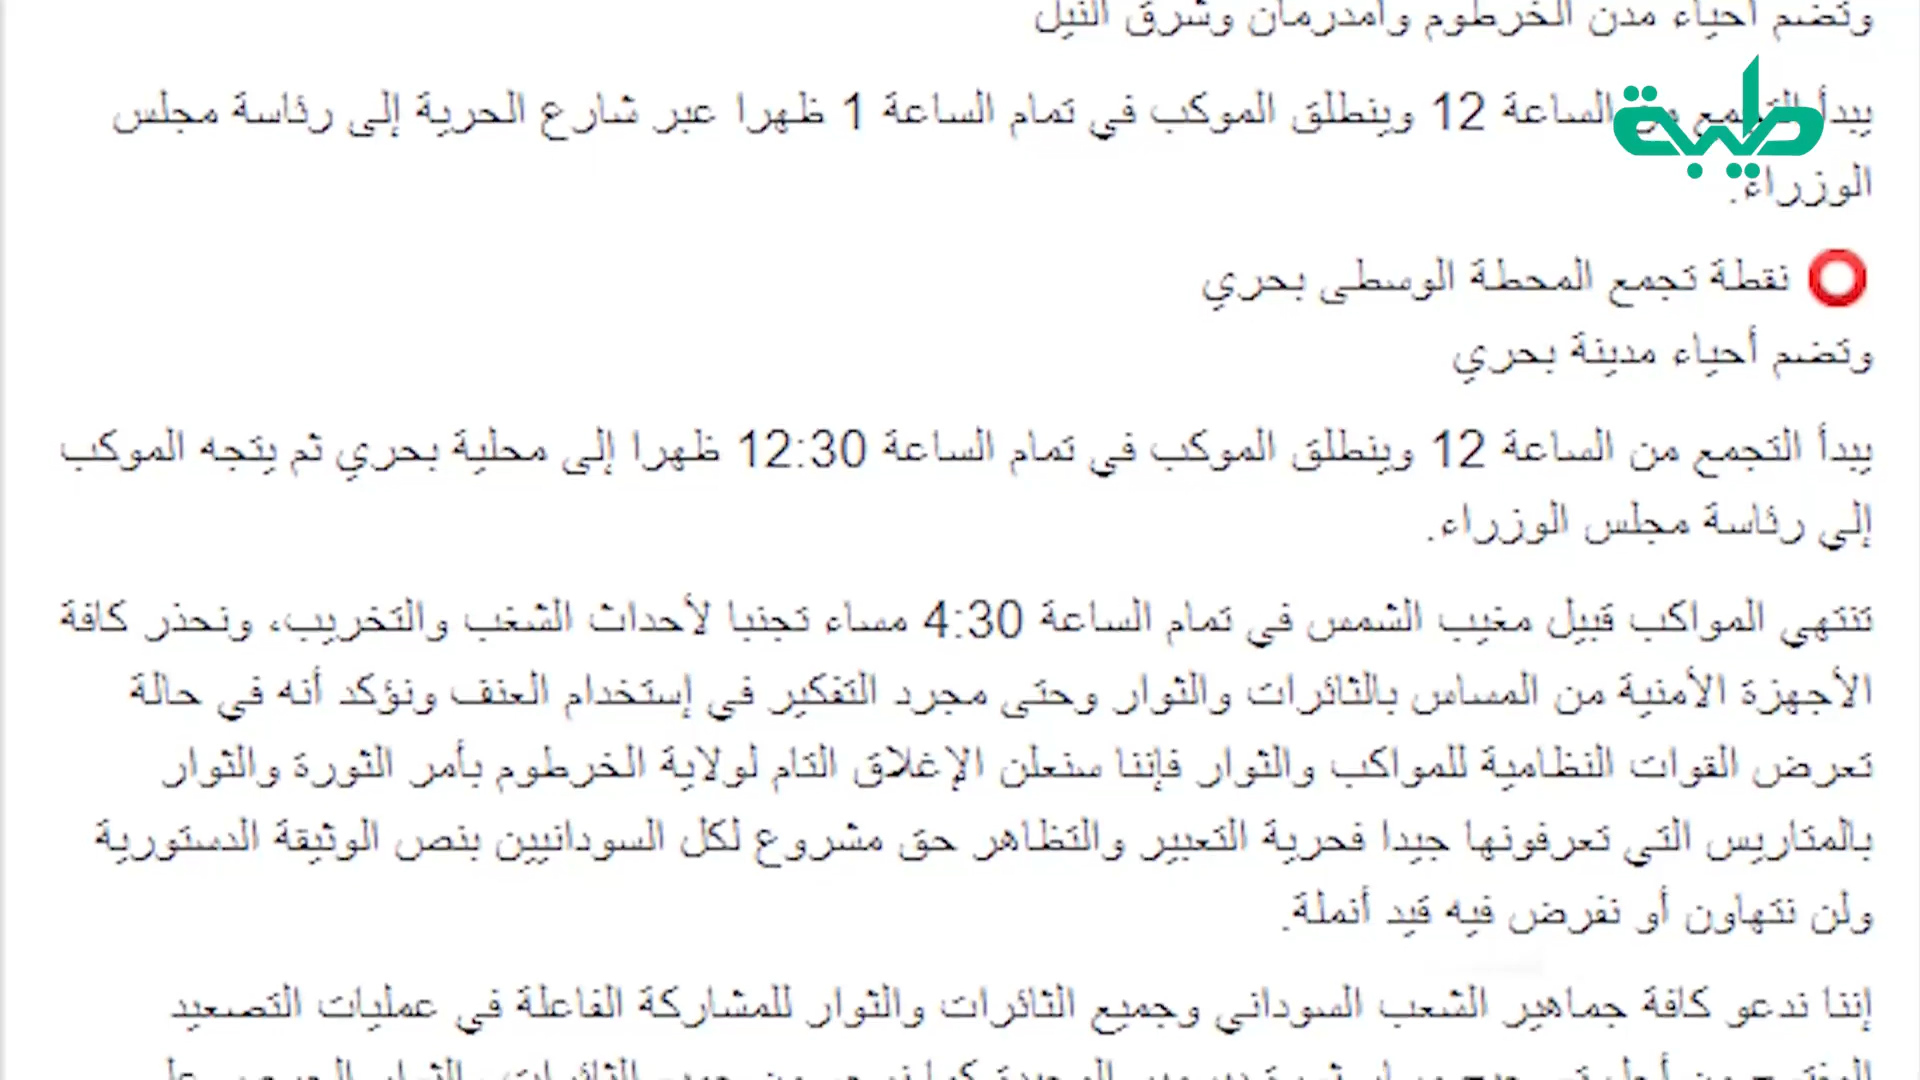 وتضم أحياء مدن الخرطوم وأمدرمان وشرق النيل
طيبة
يبدأ التجمع من الساعة 12 وينطلق الموكب في تمام الساعة 1 ظهرا عبر شارع الحرية إلى رئاسة مجلس
الوزراء.
⭕ نقطة تجمع المحطة الوسطى بحري
وتضم أحياء مدينة بحري
يبدأ التجمع من الساعة 12 وينطلق الموكب في تمام الساعة 12:30 ظهرا إلى محلية بحري ثم يتجه الموكب
إلي رئاسة مجلس الوزراء.
تنتهي المواكب قبيل مغيب الشمس في تمام الساعة 4:30 مساء تجنبا لأحداث الشغب والتخريب، ونحذر كافة
الأجهزة الأمنية من المساس بالثائرات والثوار وحتى مجرد التفكير في إستخدام العنف ونؤكد أنه في حالة
تعرض القوات النظامية للمواكب والثوار فإننا سنعلن الإغلاق التام لولاية الخرطوم بأمر الثورة والثوار
بالمتاريس التي تعرفونها جيدا فحرية التعبير والتظاهر حق مشروع لكل السودانيين بنص الوثيقة الدستورية
ولن نتهاون أو نفرض فيه قيد أنملة.
إننا ندعو كافة جماهير الشعب السوداني وجميع الثائرات والثوار للمشاركة الفاعلة في عمليات التصعيد